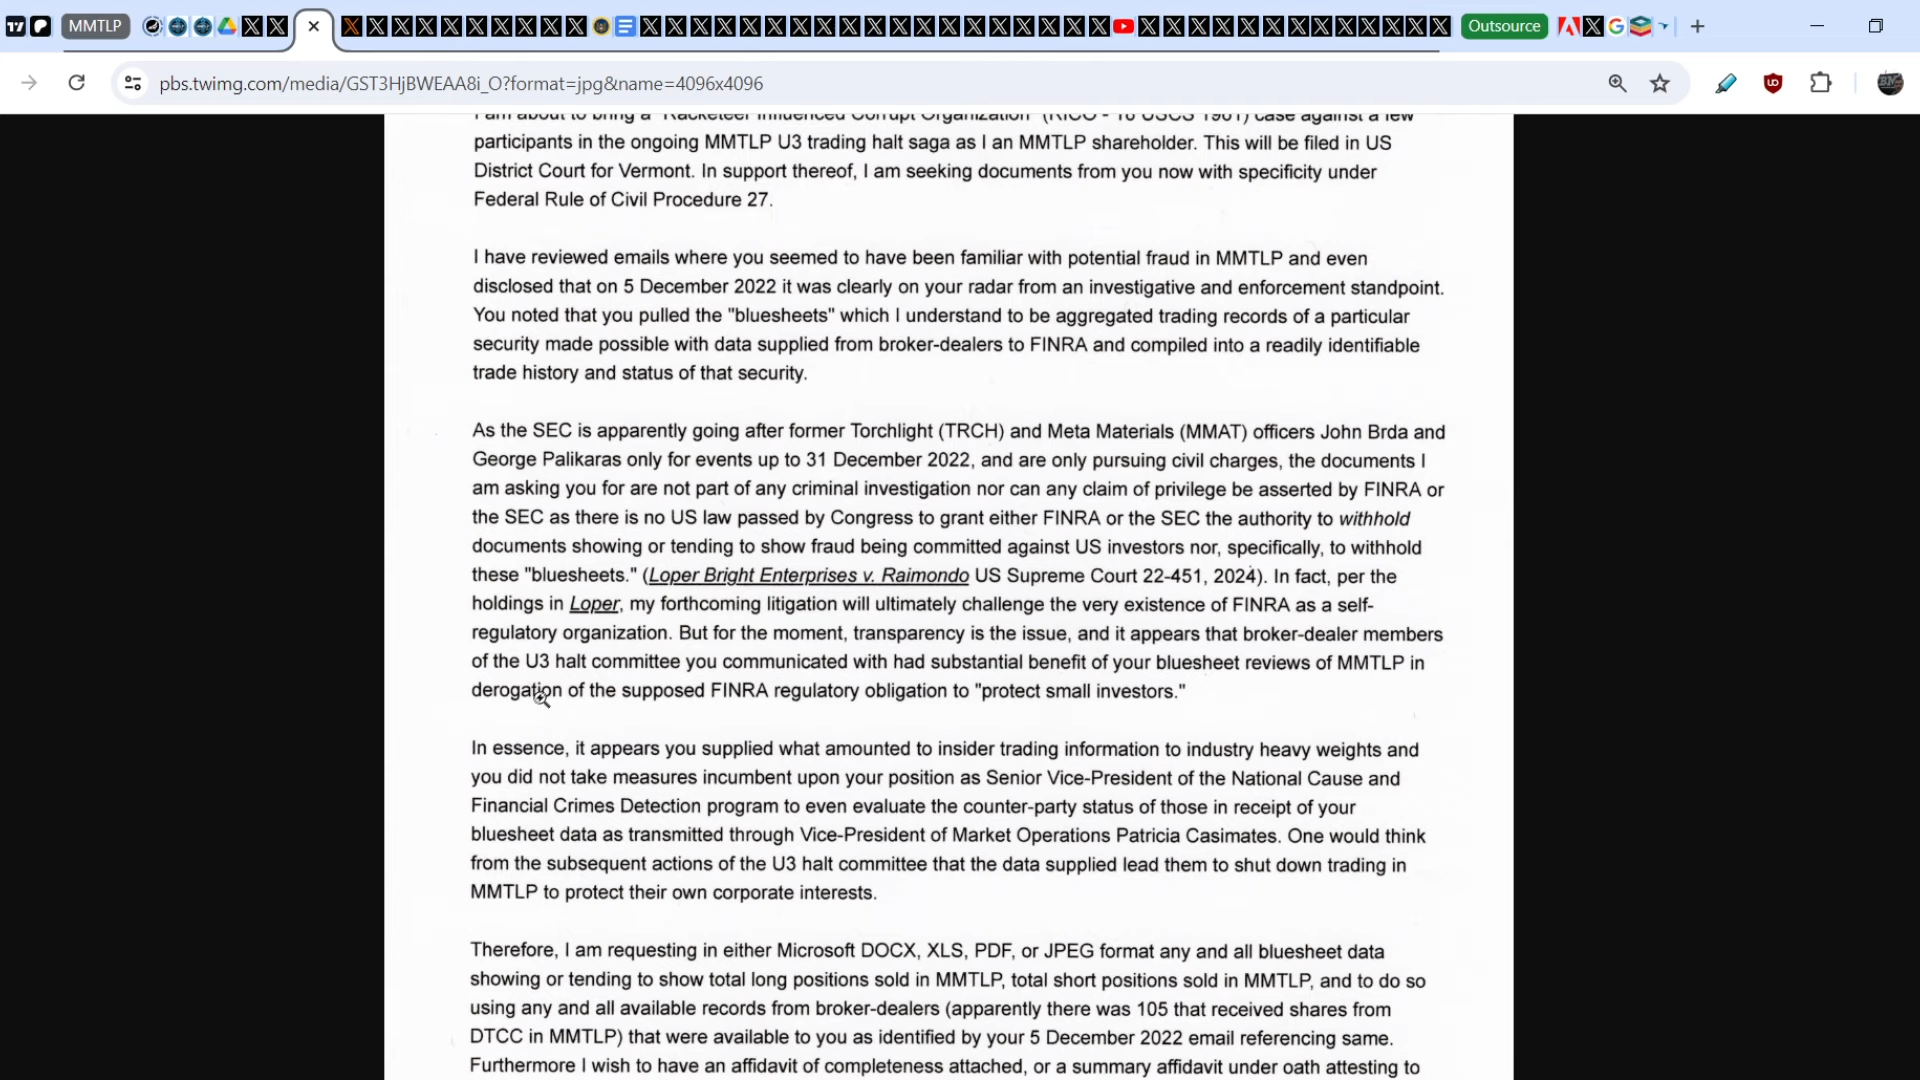 MMTLP
Outsource
pbs.twimg.com/media/GST3HjBWEAA8i_O?format=jpg&name=4096x4096
I am about to bring a "Racketeer Influenced Corrupt Organization" (RICO - 18 USCS 1961) case against a few
participants in the ongoing MMTLP U3 trading halt saga as I an MMTLP shareholder. This will be filed in US
District Court for Vermont. In support thereof, I am seeking documents from you now with specificity under
Federal Rule of Civil Procedure 27.
I have reviewed emails where you seemed to have been familiar with potential fraud in MMTLP and even
disclosed that on 5 December 2022 it was clearly on your radar from an investigative and enforcement standpoint.
You noted that you pulled the "bluesheets" which I understand to be aggregated trading records of a particular
security made possible with data supplied from broker-dealers to FINRA and compiled into a readily identifiable
trade history and status of that security.
As the SEC is apparently going after former Torchlight (TRCH) and Meta Materials (MMAT) officers John Brda and
George Palikaras only for events up to 31 December 2022, and are only pursuing civil charges, the documents I
am asking you for are not part of any criminal investigation nor can any claim of privilege be asserted by FINRA or
the SEC as there is no US law passed by Congress to grant either FINRA or the SEC the authority to withhold
documents showing or tending to show fraud being committed against US investors nor, specifically, to withhold
these "bluesheets." (Loper Bright Enterprises v. Raimondo US Supreme Court 22-451, 2024). In fact, per the
holdings in Loper, my forthcoming litigation will ultimately challenge the very existence of FINRA as a self-
regulatory organization. But for the moment, transparency is the issue, and it appears that broker-dealer members
of the U3 halt committee you communicated with had substantial benefit of your bluesheet reviews of MMTLP in
derogation of the supposed FINRA regulatory obligation to "protect small investors."
In essence, it appears you supplied what amounted to insider trading information to industry heavy weights and
you did not take measures incumbent upon your position as Senior Vice-President of the National Cause and
Financial Crimes Detection program to even evaluate the counter-party status of those in receipt of your
bluesheet data as transmitted through Vice-President of Market Operations Patricia Casimates. One would think
from the subsequent actions of the U3 halt committee that the data supplied lead them to shut down trading in
MMTLP to protect their own corporate interests.
Therefore, I am requesting in either Microsoft DOCX, XLS, PDF, or JPEG format any and all bluesheet data
showing or tending to show total long positions sold in MMTLP, total short positions sold in MMTLP, and to do so
using any and all available records from broker-dealers (apparently there was 105 that received shares from
DTCC in MMTLP) that were available to you as identified by your 5 December 2022 email referencing same.
Furthermore I wish to have an affidavit of completeness attached, or a summary affidavit under oath attesting to